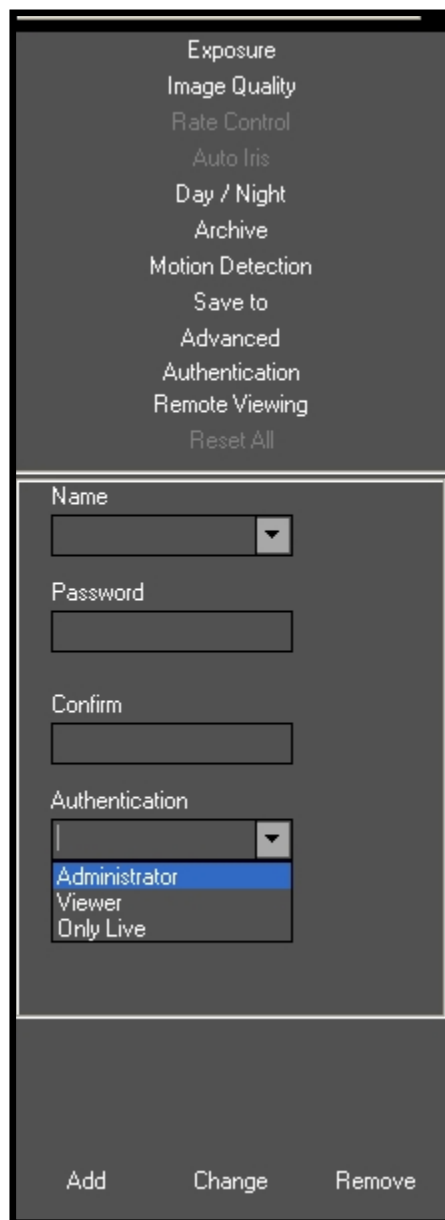 Exposure
Image Quality
Rate Control
Auto Iris
Day / Night
Archive
Motion Detection
Save to
Advanced
Authentication
Remote Viewing
Reset All
Name
Password
Confirm
Authentication
Administrator
Viewer
Only Live
Add Change Remove